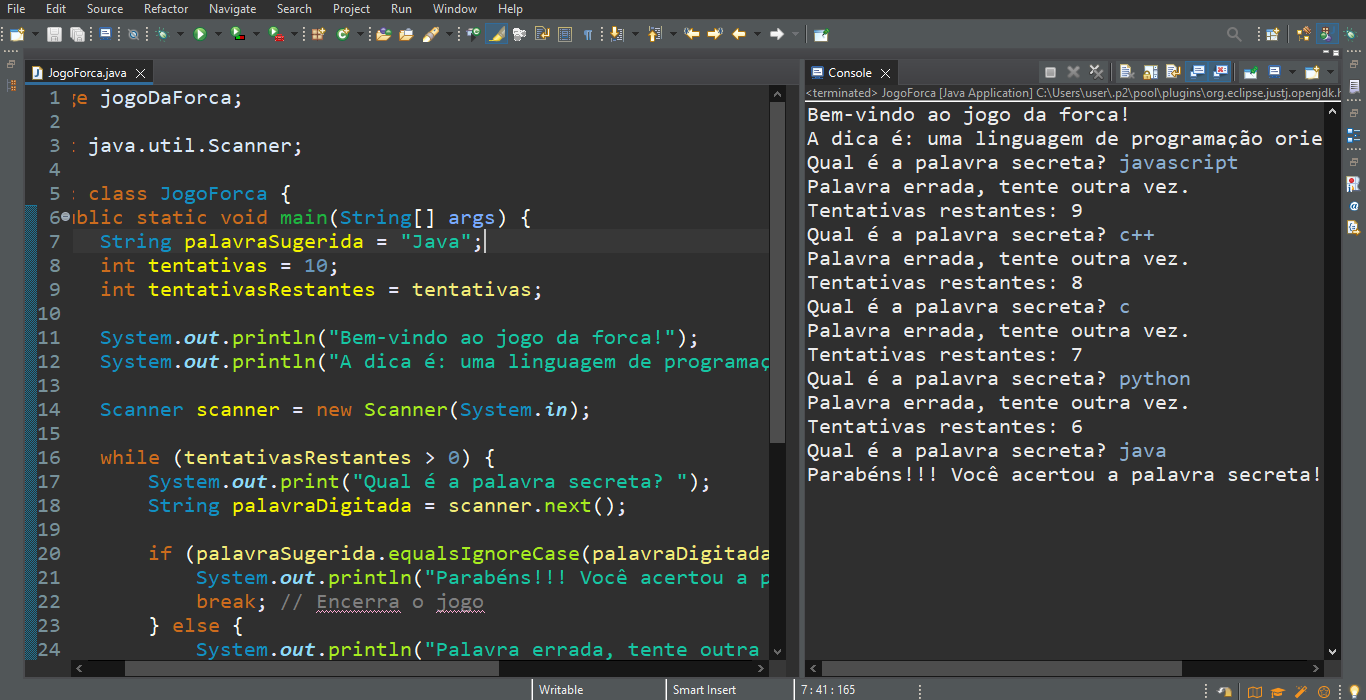 File Edit Source Refactor Navigate Search Project Run Window Help
JogoForca.java
1 ge jogoDaForca;
2
3 java.util.Scanner;
4
5 class JogoForca {
6 ublic static void main(String[] args) {
7 String palavraSugerida = "Java";
8 int tentativas = 10;
9 int tentativasRestantes = tentativas;
10
11 System.out.println("Bem-vindo ao jogo da forca!");
12 System.out.println("A dica é: uma linguagem de programaç
13
14 Scanner scanner = new Scanner(System.in);
15
16 while (tentativasRestantes > 0) {
17 System.out.print("Qual é a palavra secreta? ");
18 String palavraDigitada = scanner.next();
19
20 if (palavraSugerida.equalsIgnoreCase(palavraDigitada
21 System.out.println("Parabéns!!! Você acertou a p
22 break; // Encerra o jogo
23 } else {
24 System.out.println("Palavra errada, tente outra
Console
<terminated> JogoForca [Java Application] C:\Users\user\.p2\pool\plugins\org.eclipse.justj.openjdk.h
Bem-vindo ao jogo da forca!
A dica é: uma linguagem de programação orie
Qual é a palavra secreta? javascript
Palavra errada, tente outra vez.
Tentativas restantes: 9
Qual é a palavra secreta? c++
Palavra errada, tente outra vez.
Tentativas restantes: 8
Qual é a palavra secreta? c
Palavra errada, tente outra vez.
Tentativas restantes: 7
Qual é a palavra secreta? python
Palavra errada, tente outra vez.
Tentativas restantes: 6
Qual é a palavra secreta? java
Parabéns!!! Você acertou a palavra secreta!
Writable Smart Insert 7 : 41 : 165